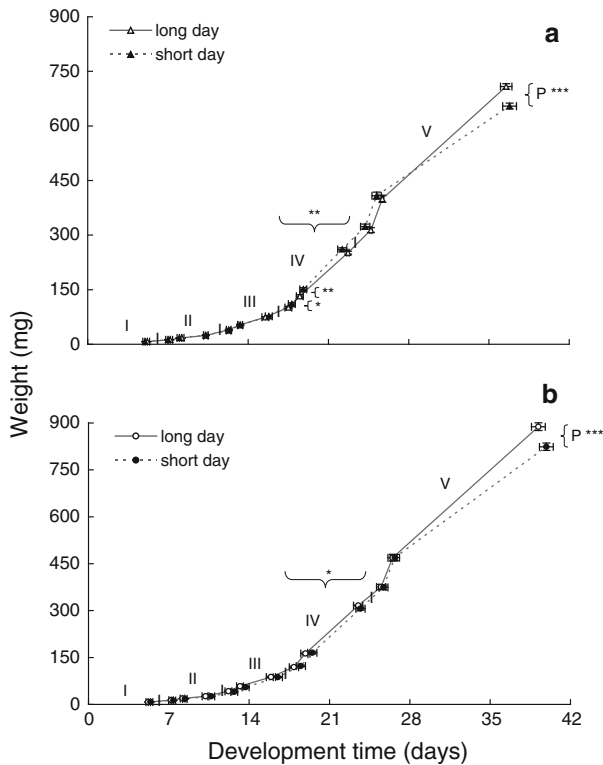 900
750
600
450
300
150
0
long day
short day
a
P ***
V
**
IV
**
*
III
II
I
Weight (mg)
900
750
600
450
300
150
0
long day
short day
b
P ***
V
*
IV
III
II
I
0 7 14 21 28 35 42
Development time (days)